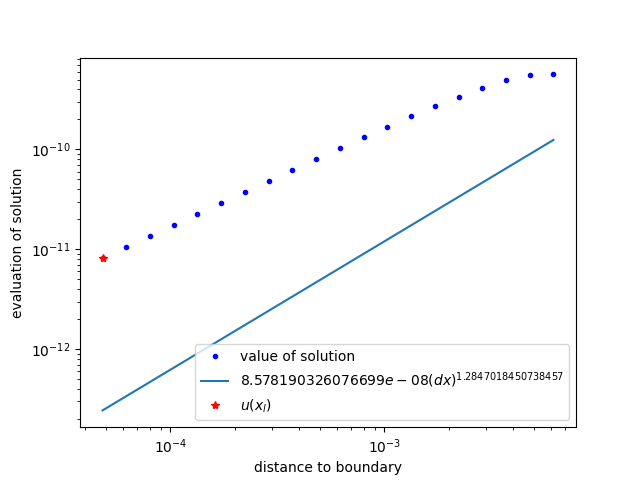 evaluation of solution
10^{-10}
10^{-11}
10^{-12}
value of solution
8.578190326076699e − 08(dx)^{1.2847018450738457}
u(x_l)
10^{-4}
10^{-3}
distance to boundary